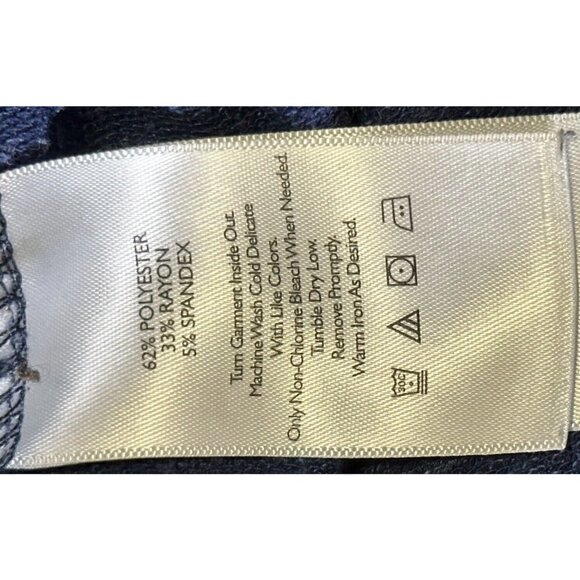 62% POLYESTER
33% RAYON
5% SPANDEX
Turn Garment Inside Out.
Machine Wash Cold Delicate
With Like Colors.
Only Non-Chlorine Bleach When Needed.
Tumble Dry Low.
Remove Promptly.
Warm Iron As Desired.
30C